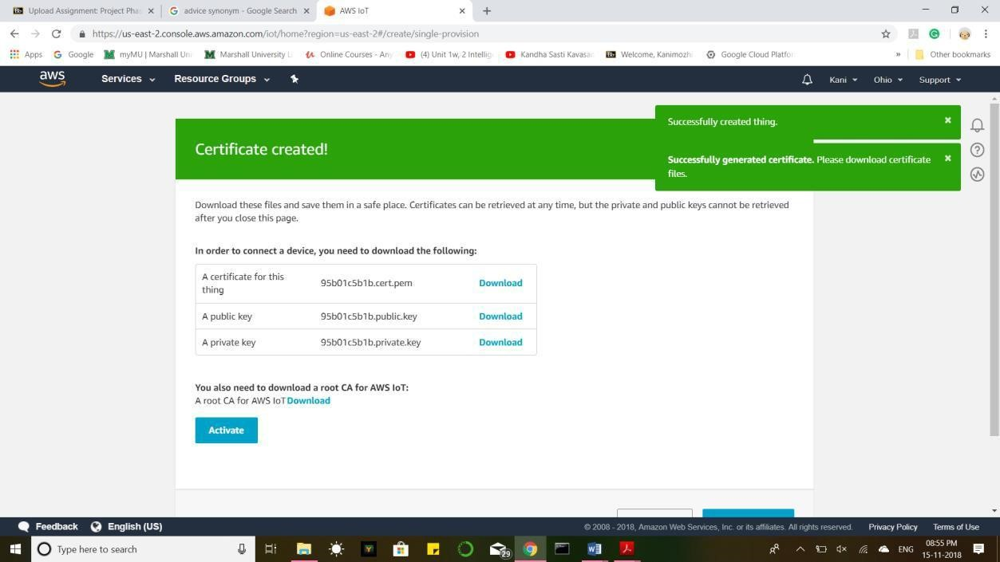 Upload Assignment: Project Phas
advice synonym - Google Search
AWS IoT
https://us-east-2.console.aws.amazon.com/iot/home?region=us-east-2#/create/single-provision
Apps
Google
myMU | Marshall Uni
Marshall University L
Online Courses - Any
(4) Unit 1w, 2 Intellig
Kandha Sasti Kavasam
Welcome, Kanimozhi
Google Cloud Platfor
»
Other bookmarks
aws
Services
Resource Groups
Kani
Ohio
Support
Successfully created thing.
Successfully generated certificate. Please download certificate
files.
Certificate created!
Download these files and save them in a safe place. Certificates can be retrieved at any time, but the private and public keys cannot be retrieved
after you close this page.
In order to connect a device, you need to download the following:
A certificate for this
thing
95b01c5b1b.cert.pem
Download
A public key
95b01c5b1b.public.key
Download
A private key
95b01c5b1b.private.key
Download
You also need to download a root CA for AWS IoT:
A root CA for AWS IoT Download
Activate
Feedback
English (US)
© 2008 - 2018, Amazon Web Services, Inc. or its affiliates. All rights reserved.
Privacy Policy
Terms of Use
Type here to search
29
ENG
08:55 PM
15-11-2018